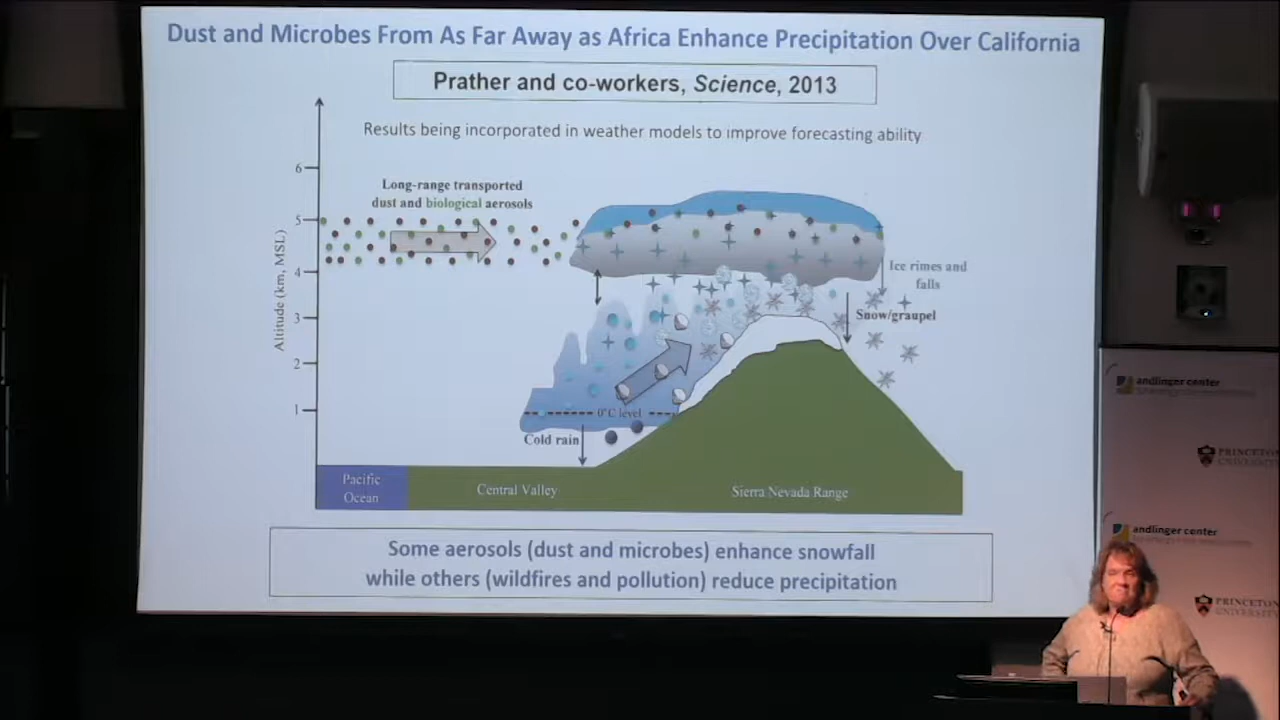 Dust and Microbes From As Far Away as Africa Enhance Precipitation Over California
Prather and co-workers, Science, 2013
Results being incorporated in weather models to improve forecasting ability
6
Long-range transported
dust and biological aerosols
5
4
Altitude (km, MSL)
Ice rimes and
falls
3
Snow/graupel
2
1
0°C level
Cold rain
Pacific
Ocean
Central Valley
Sierra Nevada Range
Some aerosols (dust and microbes) enhance snowfall
while others (wildfires and pollution) reduce precipitation
andlinger center
PRINCETON
UNIVERSITY
andlinger center
PRINCETON
UNIVERSITY